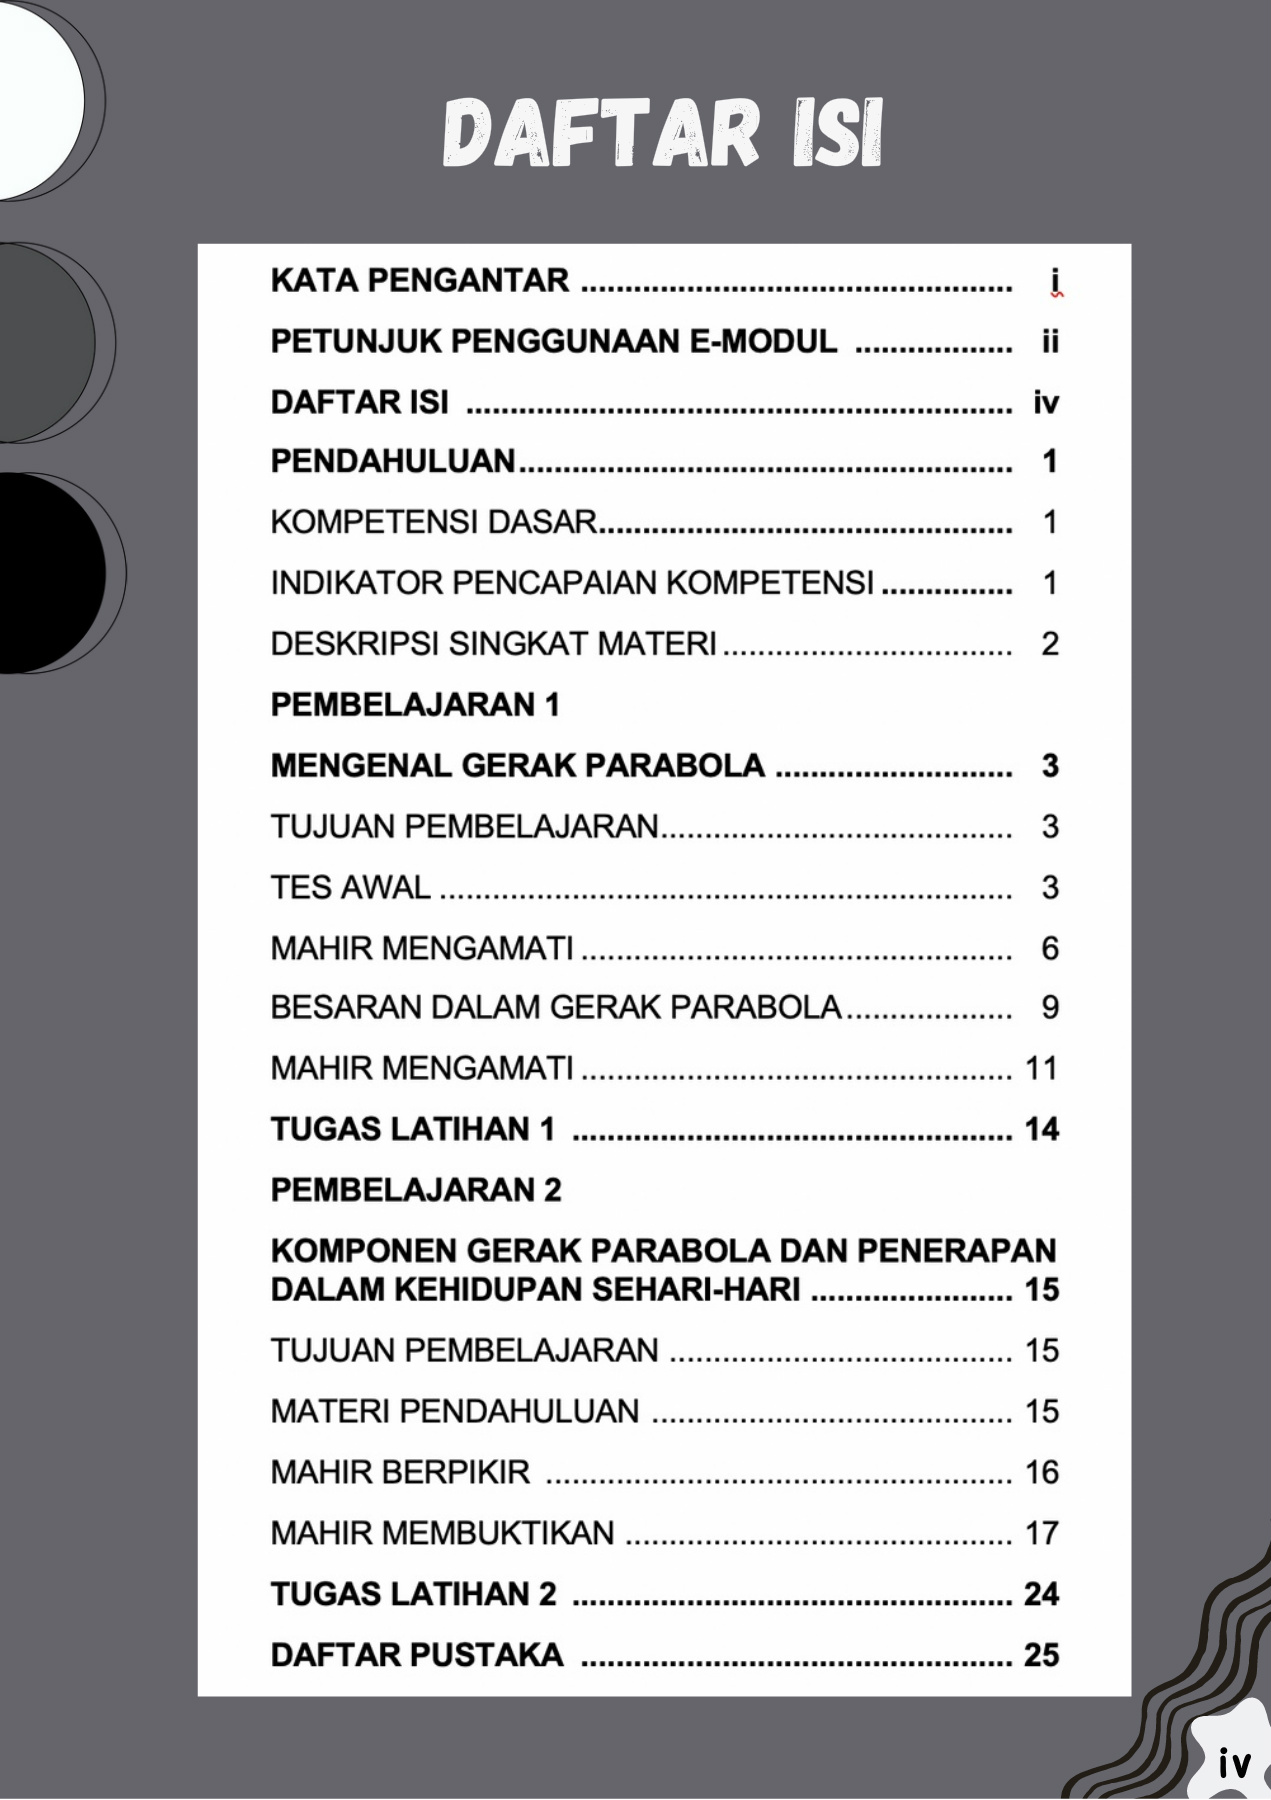 DAFTAR ISI
KATA PENGANTAR ................................................. i
PETUNJUK PENGGUNAAN E-MODUL .................. ii
DAFTAR ISI .............................................................. iv
PENDAHULUAN........................................................ 1
KOMPETENSI DASAR............................................... 1
INDIKATOR PENCAPAIAN KOMPETENSI ............... 1
DESKRIPSI SINGKAT MATERI ................................. 2
PEMBELAJARAN 1
MENGENAL GERAK PARABOLA ........................... 3
TUJUAN PEMBELAJARAN........................................ 3
TES AWAL ................................................................. 3
MAHIR MENGAMATI ................................................. 6
BESARAN DALAM GERAK PARABOLA ................... 9
MAHIR MENGAMATI ................................................. 11
TUGAS LATIHAN 1 .................................................. 14
PEMBELAJARAN 2
KOMPONEN GERAK PARABOLA DAN PENERAPAN
DALAM KEHIDUPAN SEHARI-HARI ....................... 15
TUJUAN PEMBELAJARAN ....................................... 15
MATERI PENDAHULUAN ......................................... 15
MAHIR BERPIKIR ..................................................... 16
MAHIR MEMBUKTIKAN ............................................ 17
TUGAS LATIHAN 2 .................................................. 24
DAFTAR PUSTAKA ................................................. 25
iv